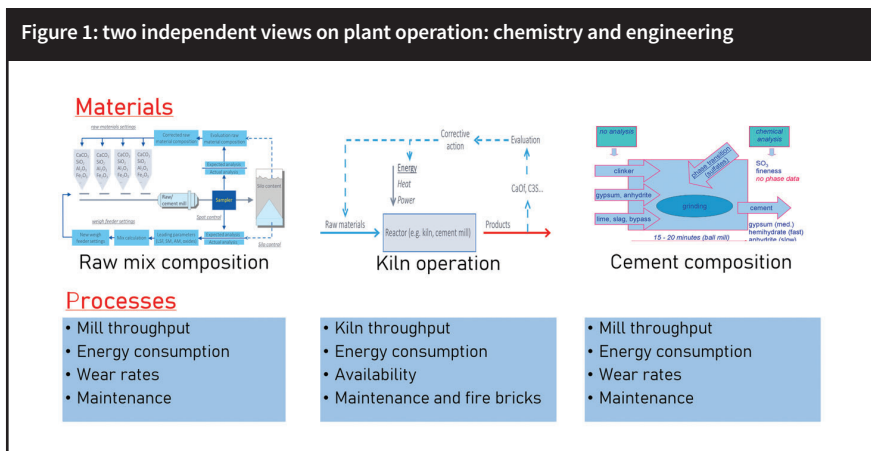 Figure 1: two independent views on plant operation: chemistry and engineering
Materials
raw materials settings
Corrected raw material composition
Evaluation raw material composition
CaCO₃
SiO₂
Al₂O₃
Fe₂O₃
CaCO₃
SiO₂
Al₂O₃
Fe₂O₃
CaCO₃
SiO₂
Al₂O₃
Fe₂O₃
CaCO₃
SiO₂
Al₂O₃
Fe₂O₃
Expected analysis
Actual analysis
Raw/
cement mill
Sampler
Silo content
weigh feeder settings
Spot control
New weigh feeder settings
Mix calculation
Expected analysis
Actual analysis
Silo control
Raw mix composition
Corrective
action
Evaluation
Energy
Heat
Power
CaOf, C3S...
Raw materials
Products
Reactor (e.g. kiln, cement mill)
Kiln operation
no analysis
chemical
analysis
phase transition
(sulfates)
SO₃
fineness
no phase data
clinker
gypsum, anhydrite
grinding
cement
lime, slag, bypass
gypsum (med.)
hemihydrate (fast)
anhydrite (slow)
15 - 20 minutes (ball mill)
Cement composition
Processes
• Mill throughput
• Energy consumption
• Wear rates
• Maintenance
• Kiln throughput
• Energy consumption
• Availability
• Maintenance and fire bricks
• Mill throughput
• Energy consumption
• Wear rates
• Maintenance